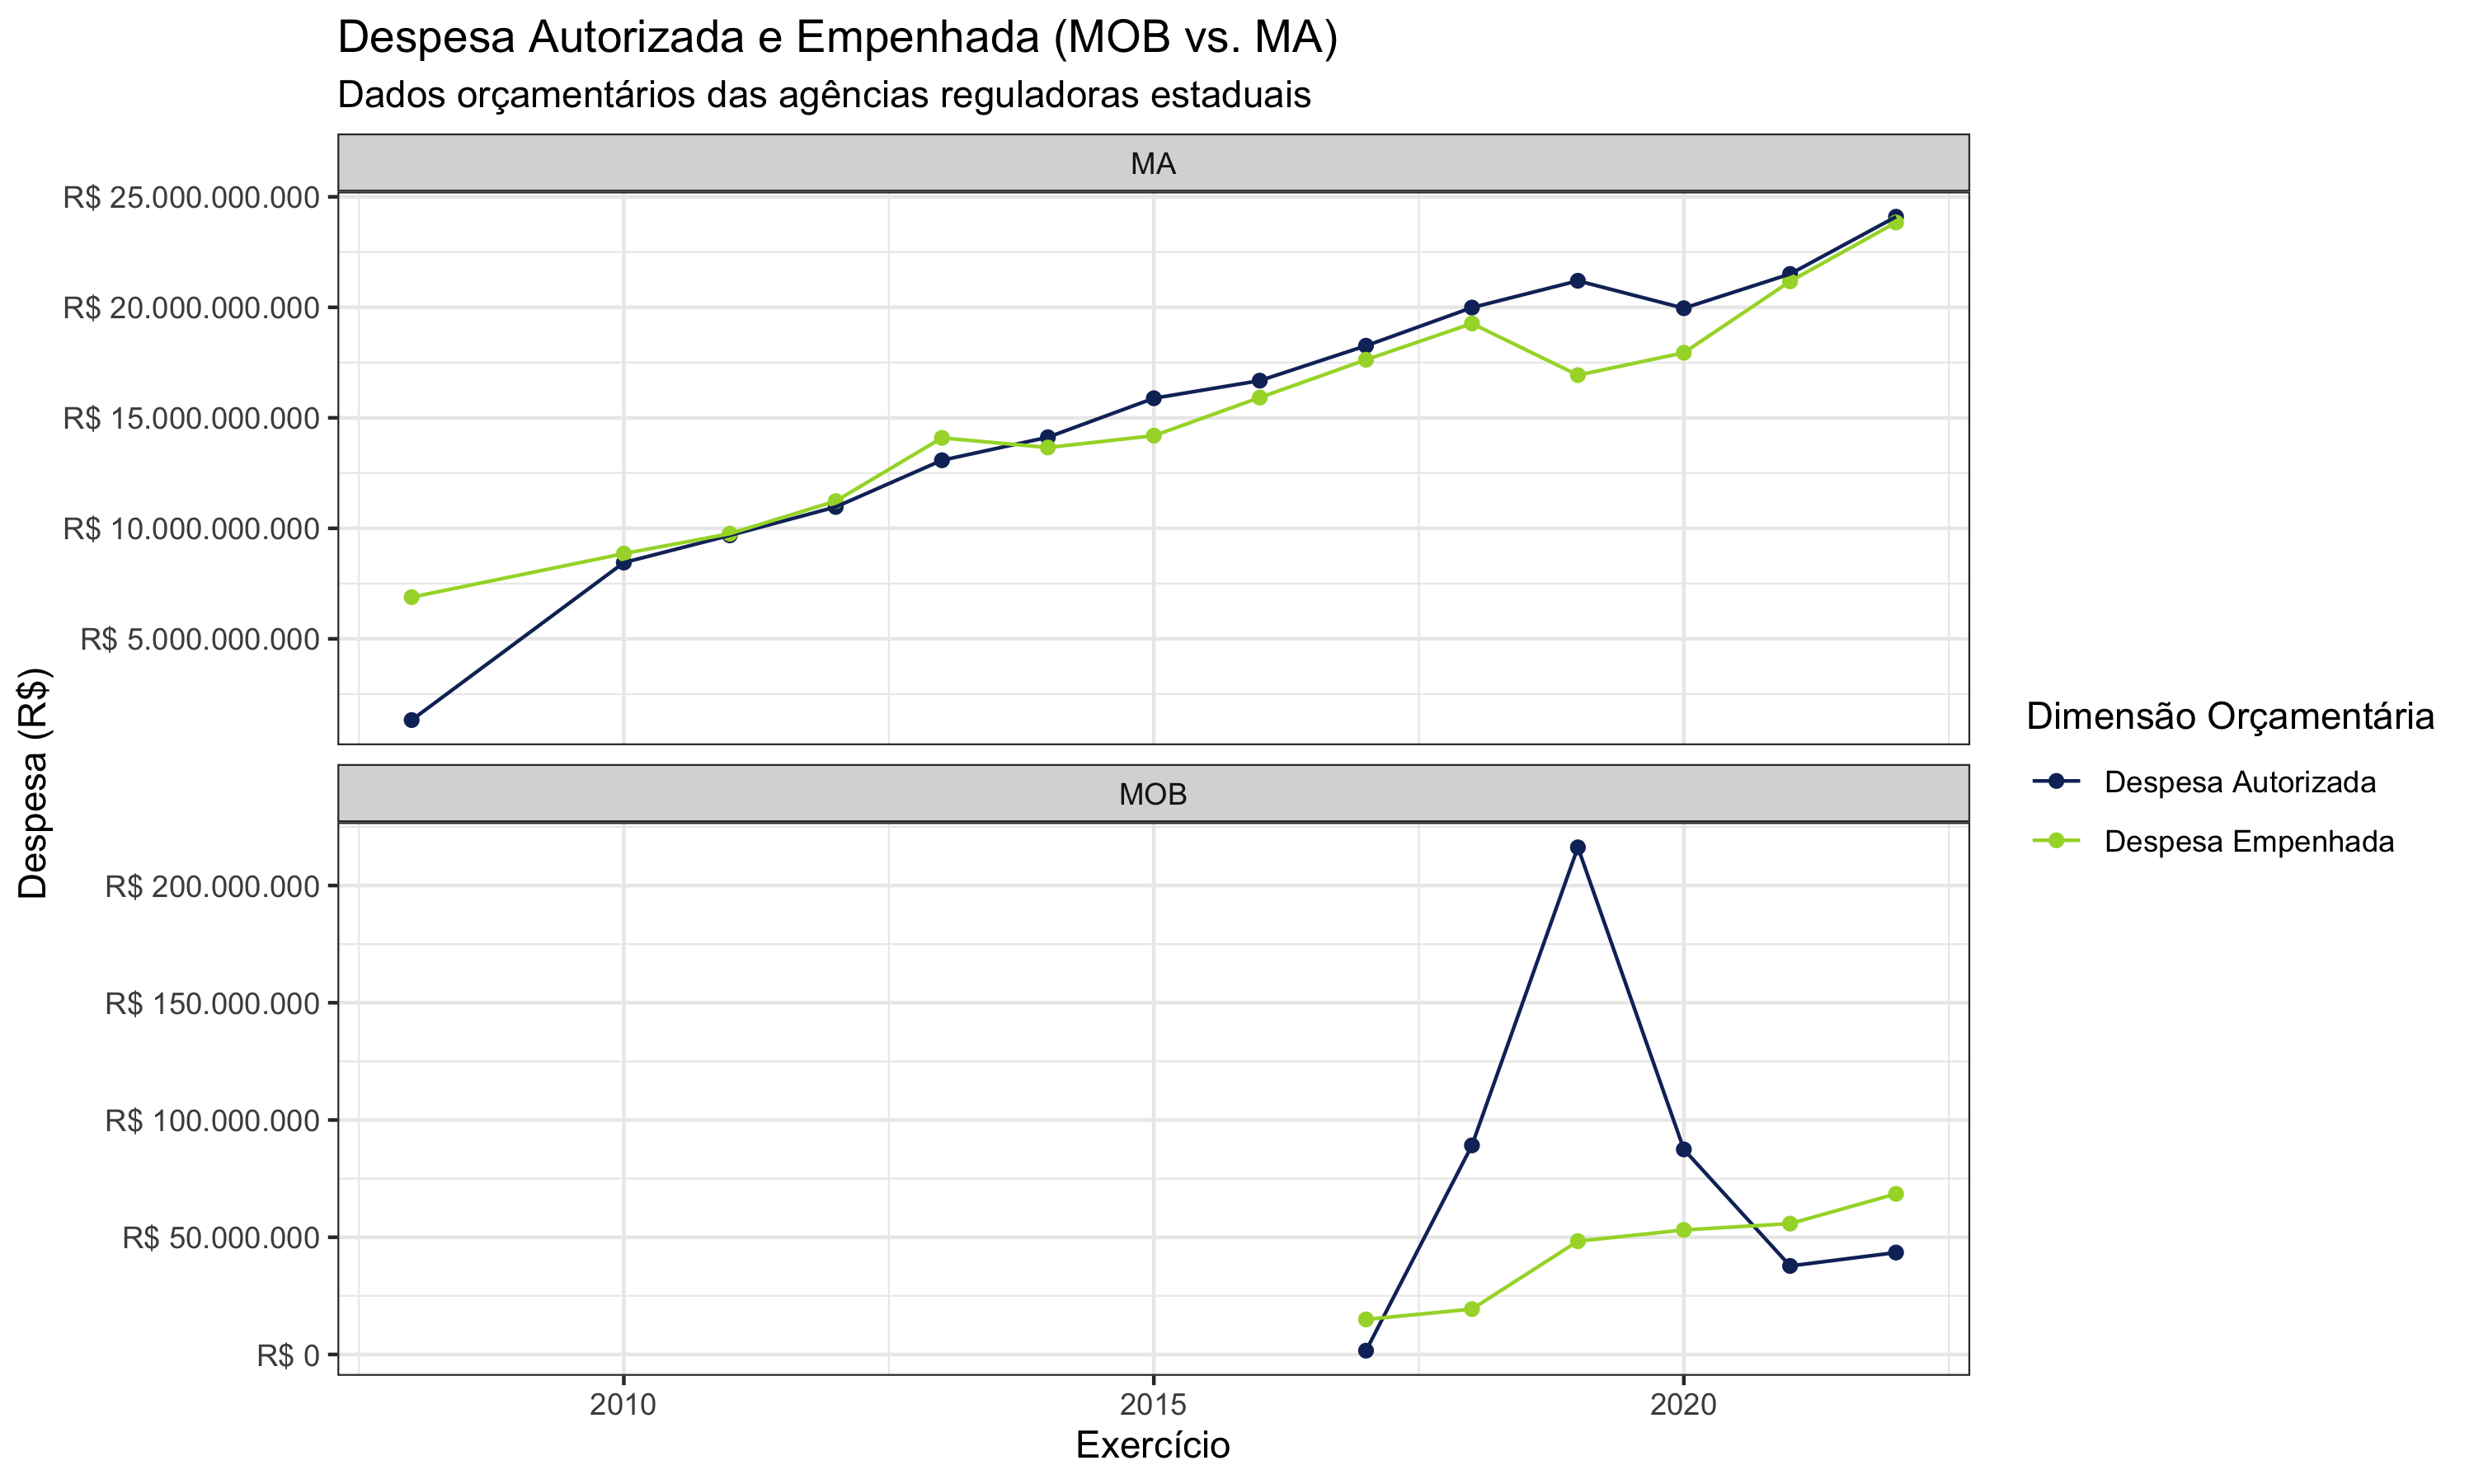 Despesa Autorizada e Empenhada (MOB vs. MA)
Dados orçamentários das agências reguladoras estaduais
MA
R$ 25.000.000.000
R$ 20.000.000.000
R$ 15.000.000.000
R$ 10.000.000.000
R$ 5.000.000.000
Despesa (R$)
MOB
R$ 200.000.000
R$ 150.000.000
R$ 100.000.000
R$ 50.000.000
R$ 0
2010
2015
2020
Exercício
Dimensão Orçamentária
Despesa Autorizada
Despesa Empenhada